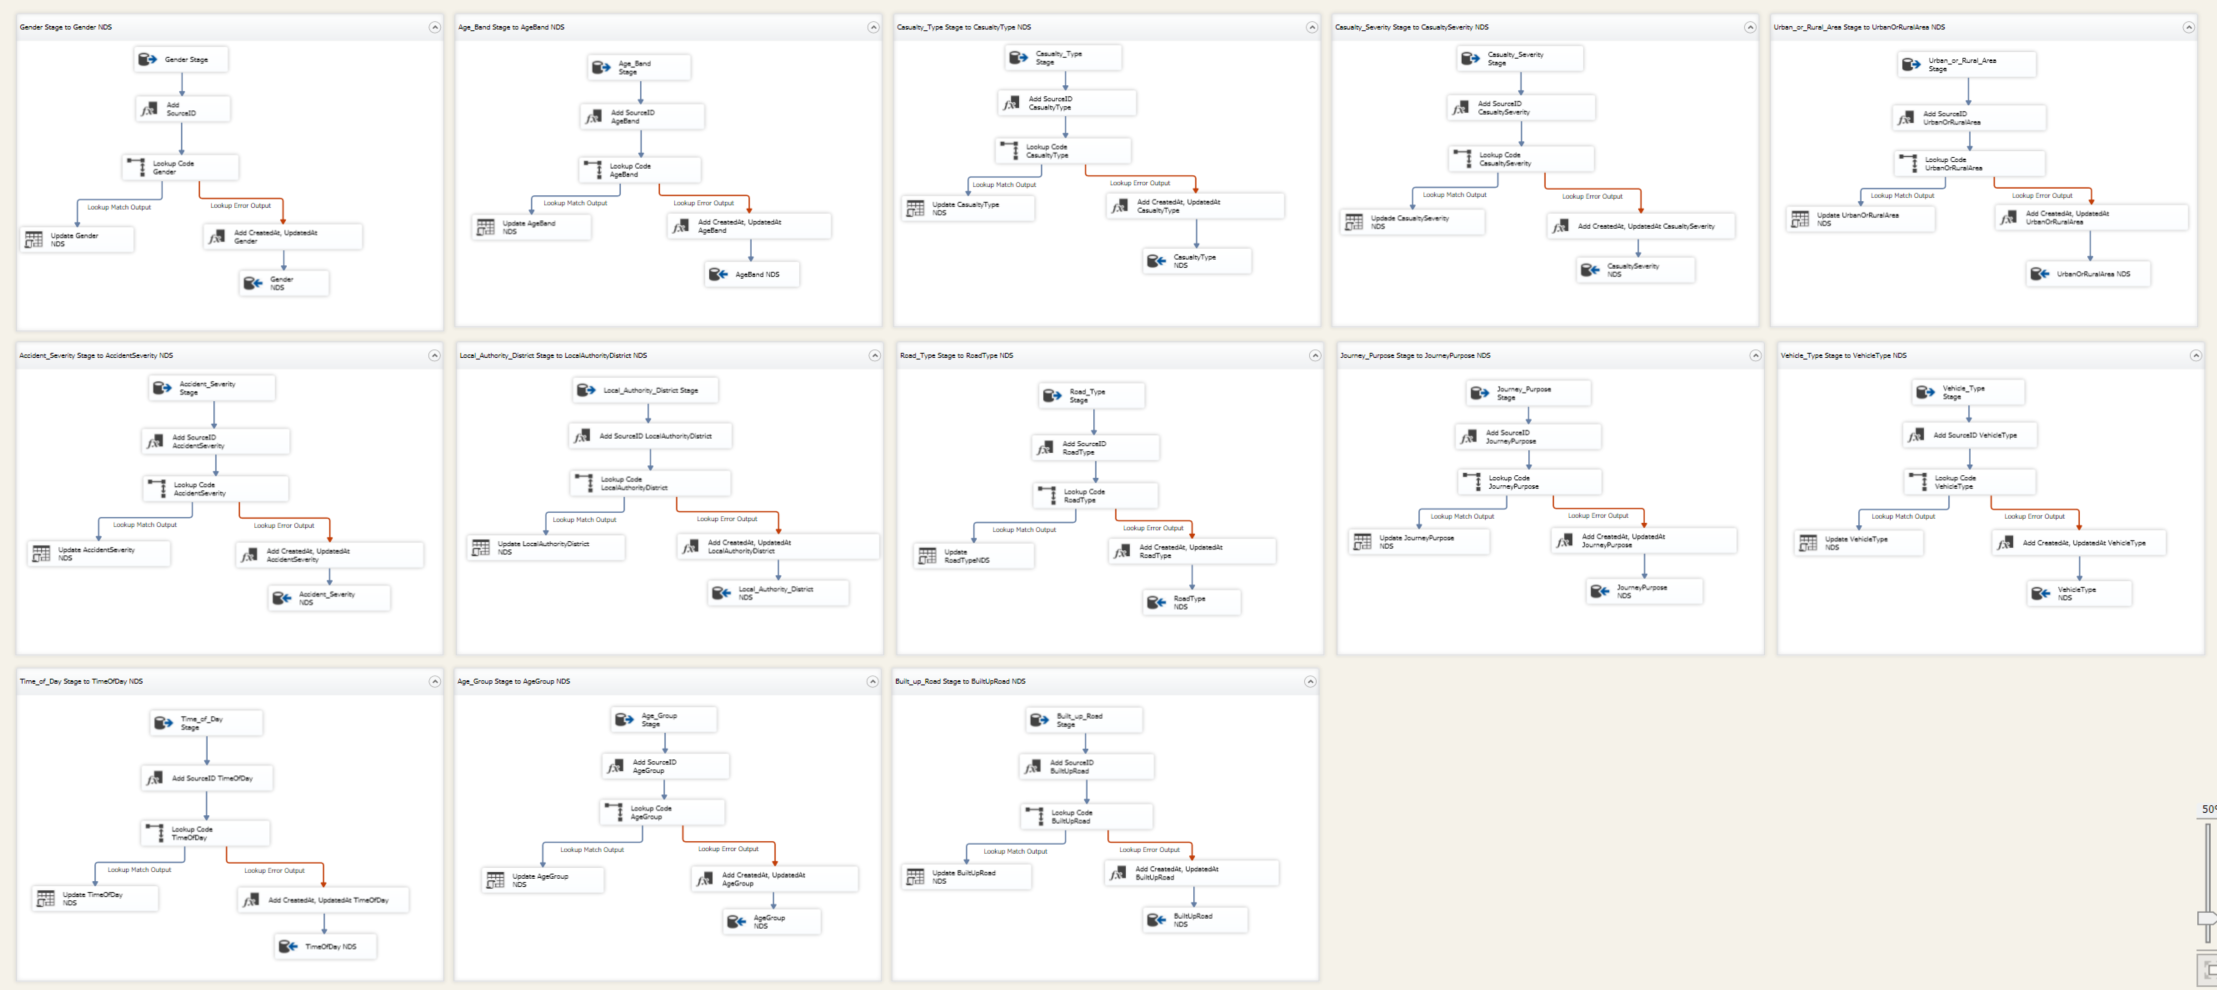 Gender Stage to Gender NDS
Gender Stage
Add
SourceID
Lookup Code
Gender
Lookup Match Output
Lookup Error Output
Update Gender
NDS
Add CreatedAt, UpdatedAt
Gender
Gender
NDS
Age_Band Stage to AgeBand NDS
Age_Band
Stage
Add SourceID
AgeBand
Lookup Code
AgeBand
Lookup Match Output
Lookup Error Output
Update AgeBand
NDS
Add CreatedAt, UpdatedAt
AgeBand
AgeBand NDS
Casualty_Type Stage to CasualtyType NDS
Casualty_Type
Stage
Add SourceID
CasualtyType
Lookup Code
CasualtyType
Lookup Match Output
Lookup Error Output
Update CasualtyType
NDS
Add CreatedAt, UpdatedAt
CasualtyType
CasualtyType
NDS
Casualty_Severity Stage to CasualtySeverity NDS
Casualty_Severity
Stage
Add SourceID
CasualtySeverity
Lookup Code
CasualtySeverity
Lookup Match Output
Lookup Error Output
Updade CasualtySeverity
NDS
Add CreatedAt, UpdatedAt CasualtySeverity
CasualtySeverity
NDS
Urban_or_Rural_Area Stage to UrbanOrRuralArea NDS
Urban_or_Rural_Area
Stage
Add SourceID
UrbanOrRuralArea
Lookup Code
UrbanOrRuralArea
Lookup Match Output
Lookup Error Output
Update UrbanOrRuralArea
NDS
Add CreatedAt, UpdatedAt
UrbanOrRuralArea
UrbanOrRuralArea NDS
Accident_Severity Stage to AccidentSeverity NDS
Accident_Severity
Stage
Add SourceID
AccidentSeverity
Lookup Code
AccidentSeverity
Lookup Match Output
Lookup Error Output
Update AccidentSeverity
NDS
Add CreatedAt, UpdatedAt
AccidentSeverity
Accident_Severity
NDS
Local_Authority_District Stage to LocalAuthorityDistrict NDS
Local_Authority_District Stage
Add SourceID LocalAuthorityDistrict
Lookup Code
LocalAuthorityDistrict
Lookup Match Output
Lookup Error Output
Update LocalAuthorityDistrict
NDS
Add CreatedAt, UpdatedAt
LocalAuthorityDistrict
Local_Authority_District
NDS
Road_Type Stage to RoadType NDS
Road_Type
Stage
Add SourceID
RoadType
Lookup Code
RoadType
Lookup Match Output
Lookup Error Output
Update
RoadTypeNDS
Add CreatedAt, UpdatedAt
RoadType
RoadType
NDS
Journey_Purpose Stage to JourneyPurpose NDS
Journey_Purpose
Stage
Add SourceID
JourneyPurpose
Lookup Code
JourneyPurpose
Lookup Match Output
Lookup Error Output
Update JourneyPurpose
NDS
Add CreatedAt, UpdatedAt
JourneyPurpose
JourneyPurpose
NDS
Vehicle_Type Stage to VehicleType NDS
Vehicle_Type
Stage
Add SourceID VehicleType
Lookup Code
VehicleType
Lookup Match Output
Lookup Error Output
Update VehicleType
NDS
Add CreatedAt, UpdatedAt VehicleType
VehicleType
NDS
Time_of_Day Stage to TimeOfDay NDS
Time_of_Day
Stage
Add SourceID TimeOfDay
Lookup Code
TimeOfDay
Lookup Match Output
Lookup Error Output
Update TimeOfDay
NDS
Add CreatedAt, UpdatedAt TimeOfDay
TimeOfDay NDS
Age_Group Stage to AgeGroup NDS
Age_Group
Stage
Add SourceID
AgeGroup
Lookup Code
AgeGroup
Lookup Match Output
Lookup Error Output
Update AgeGroup
NDS
Add CreatedAt, UpdatedAt
AgeGroup
AgeGroup
NDS
Built_up_Road Stage to BuiltUpRoad NDS
Built_up_Road
Stage
Add SourceID
BuiltUpRoad
Lookup Code
BuiltUpRoad
Lookup Match Output
Lookup Error Output
Update BuiltUpRoad
NDS
Add CreatedAt, UpdatedAt
BuiltUpRoad
BuiltUpRoad
NDS
50%